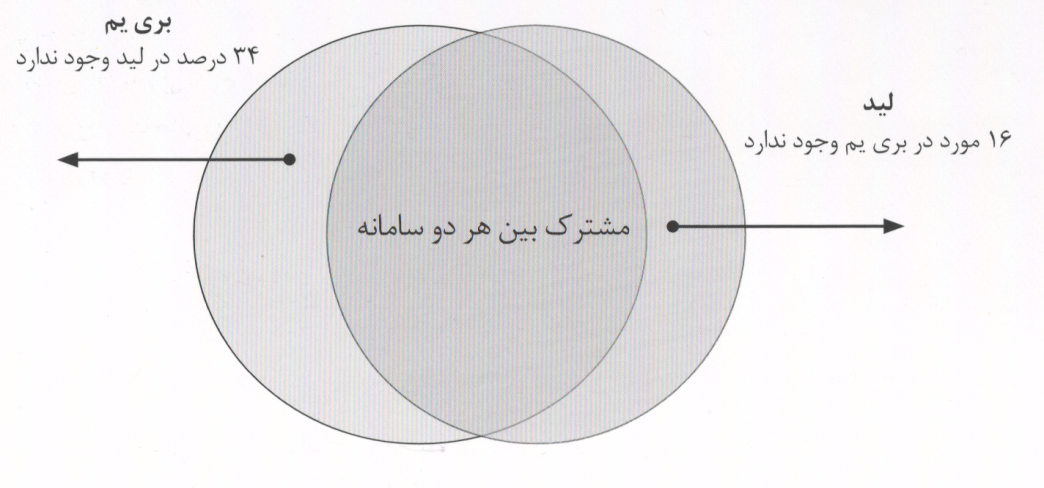 بری یم
۳۴ درصد در لید وجود ندارد
لید
۱۶ مورد در بری یم وجود ندارد
مشترک بین هر دو سامانه